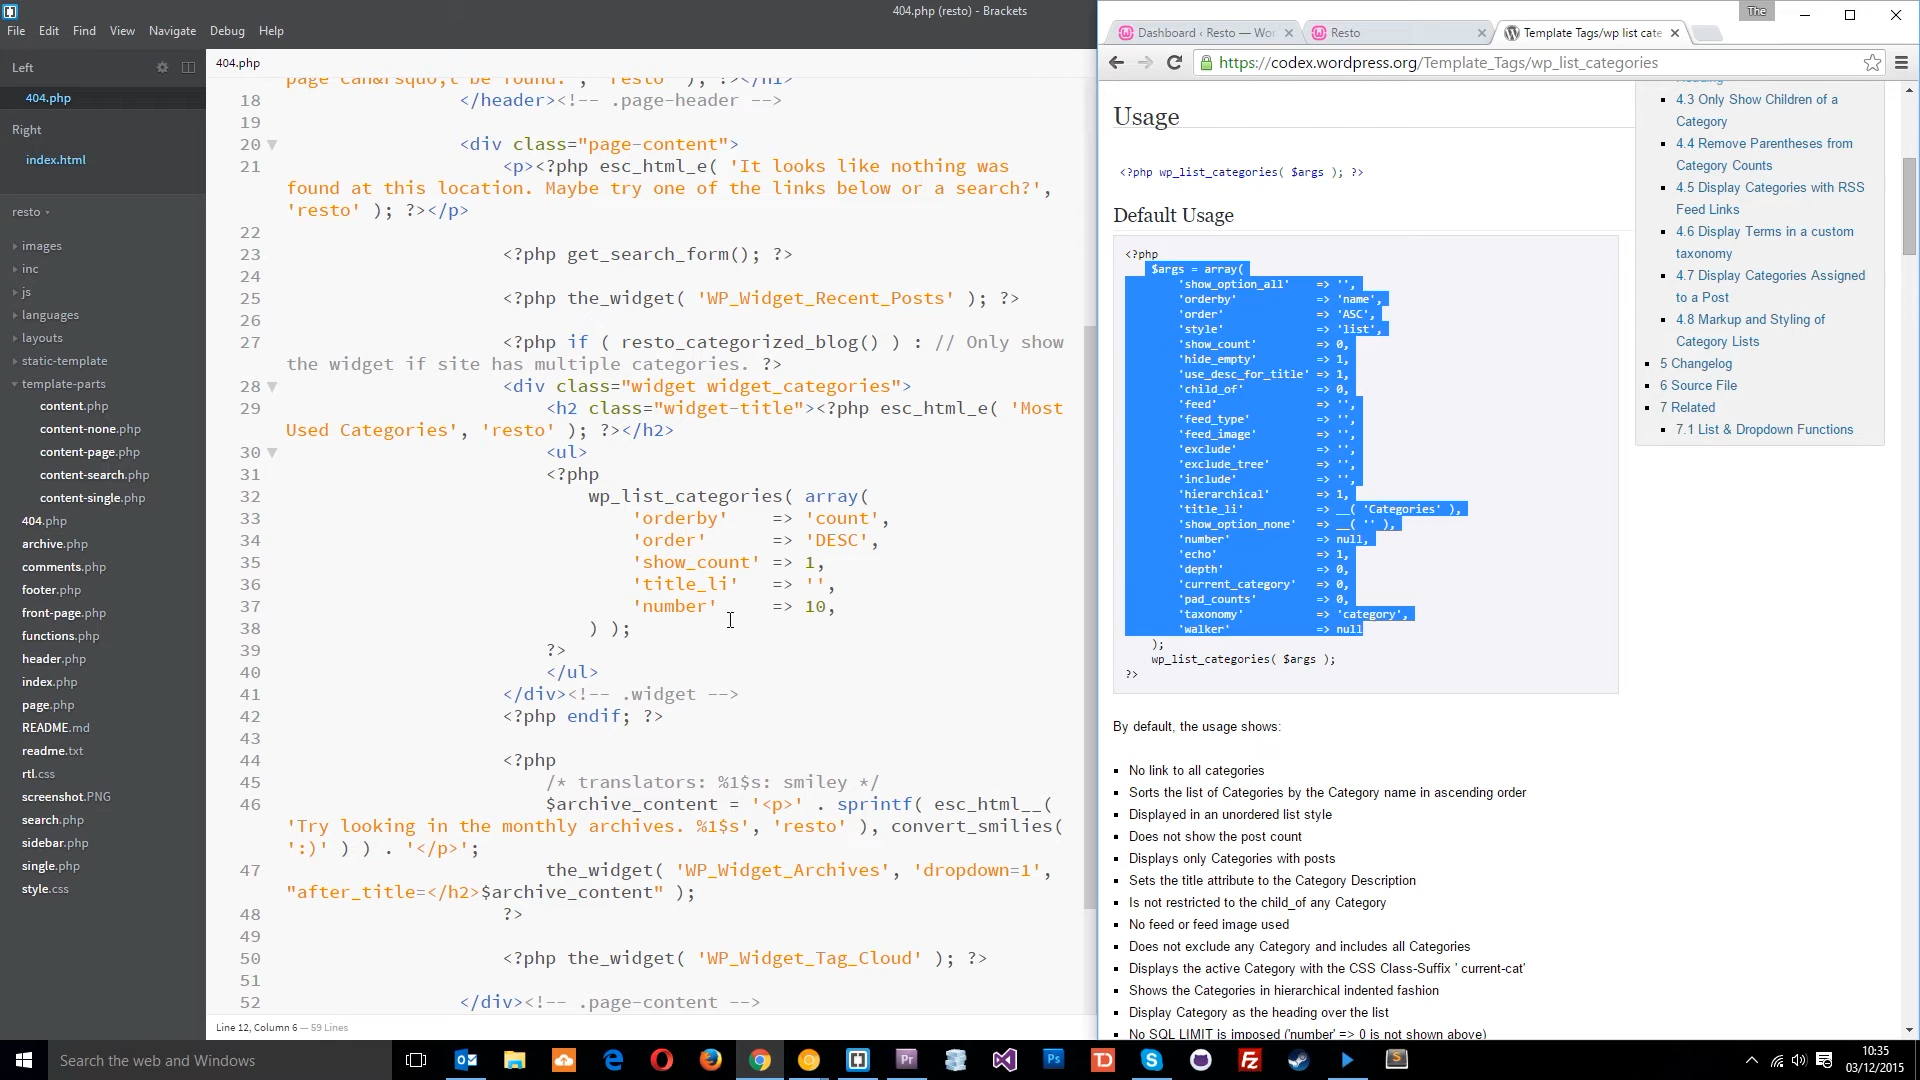 404.php (resto) - Brackets
File Edit Find View Navigate Debug Help
Left
404.php
Right
index.html
resto
images
inc
js
languages
layouts
static-template
template-parts
content.php
content-none.php
content-page.php
content-search.php
content-single.php
404.php
archive.php
comments.php
footer.php
front-page.php
functions.php
header.php
index.php
page.php
README.md
readme.txt
rtl.css
screenshot.PNG
search.php
sidebar.php
single.php
style.css
404.php
page can&rsquo;t be found.', 'resto' ); ?></h1>
18 </header><!-- .page-header -->
19
20 <div class="page-content">
21 <p><?php esc_html_e( 'It looks like nothing was
found at this location. Maybe try one of the links below or a search?',
'resto' ); ?></p>
22
23 <?php get_search_form(); ?>
24
25 <?php the_widget( 'WP_Widget_Recent_Posts' ); ?>
26
27 <?php if ( resto_categorized_blog() ) : // Only show
the widget if site has multiple categories. ?>
28 <div class="widget widget_categories">
29 <h2 class="widget-title"><?php esc_html_e( 'Most
Used Categories', 'resto' ); ?></h2>
30 <ul>
31 <?php
32 wp_list_categories( array(
33 'orderby' => 'count',
34 'order' => 'DESC',
35 'show_count' => 1,
36 'title_li' => '',
37 'number' => 10,
38 ) );
39 ?>
40 </ul>
41 </div><!-- .widget -->
42 <?php endif; ?>
43
44 <?php
45 /* translators: %1$s: smiley */
46 $archive_content = '<p>' . sprintf( esc_html__(
'Try looking in the monthly archives. %1$s', 'resto' ), convert_smilies(
':)' ) ) . '</p>';
47 the_widget( 'WP_Widget_Archives', 'dropdown=1',
"after_title=</h2>$archive_content" );
48 ?>
49
50 <?php the_widget( 'WP_Widget_Tag_Cloud' ); ?>
51
52 </div><!-- .page-content -->
Line 12, Column 6 — 59 Lines
The
Dashboard ‹ Resto — Wor
Resto
Template Tags/wp list cate
https://codex.wordpress.org/Template_Tags/wp_list_categories
Usage
<?php wp_list_categories( $args ); ?>
Default Usage
<?php
$args = array(
'show_option_all' => '',
'orderby' => 'name',
'order' => 'ASC',
'style' => 'list',
'show_count' => 0,
'hide_empty' => 1,
'use_desc_for_title' => 1,
'child_of' => 0,
'feed' => '',
'feed_type' => '',
'feed_image' => '',
'exclude' => '',
'exclude_tree' => '',
'include' => '',
'hierarchical' => 1,
'title_li' => __( 'Categories' ),
'show_option_none' => __( '' ),
'number' => null,
'echo' => 1,
'depth' => 0,
'current_category' => 0,
'pad_counts' => 0,
'taxonomy' => 'category',
'walker' => null
);
wp_list_categories( $args );
?>
By default, the usage shows:
No link to all categories
Sorts the list of Categories by the Category name in ascending order
Displayed in an unordered list style
Does not show the post count
Displays only Categories with posts
Sets the title attribute to the Category Description
Is not restricted to the child_of any Category
No feed or feed image used
Does not exclude any Category and includes all Categories
Displays the active Category with the CSS Class-Suffix ' current-cat'
Shows the Categories in hierarchical indented fashion
Display Category as the heading over the list
No SQL LIMIT is imposed ('number' => 0 is not shown above)
Heading
4.3 Only Show Children of a
Category
4.4 Remove Parentheses from
Category Counts
4.5 Display Categories with RSS
Feed Links
4.6 Display Terms in a custom
taxonomy
4.7 Display Categories Assigned
to a Post
4.8 Markup and Styling of
Category Lists
5 Changelog
6 Source File
7 Related
7.1 List & Dropdown Functions
Search the web and Windows
10:35
03/12/2015